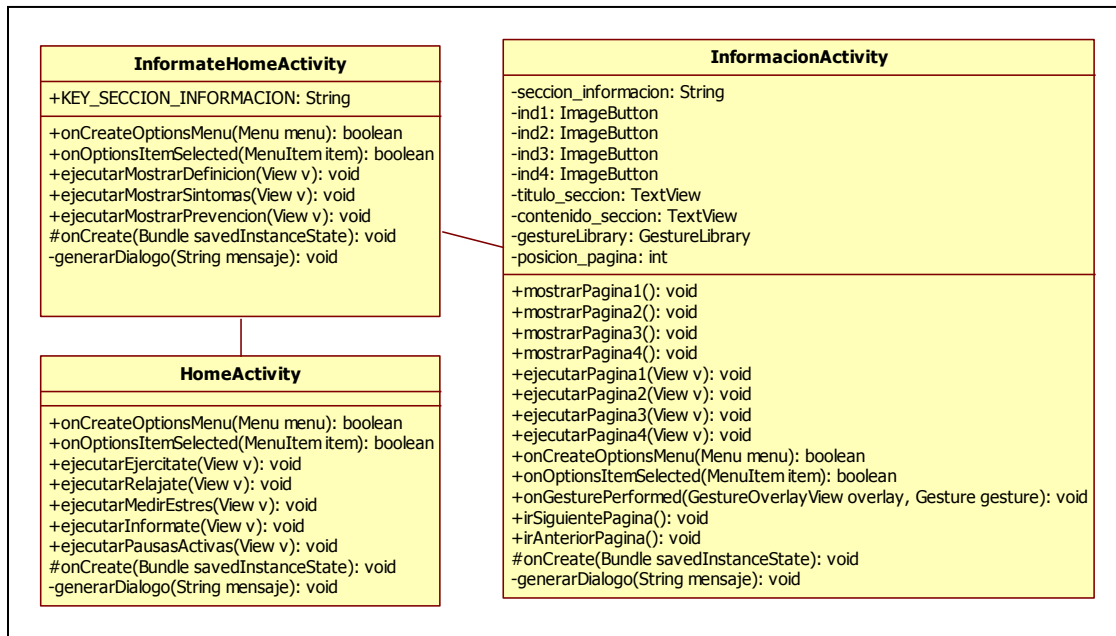 InformateHomeActivity
+KEY_SECCION_INFORMACION: String
+onCreateOptionsMenu(Menu menu): boolean
+onOptionsItemSelected(MenuItem item): boolean
+ejecutarMostrarDefinicion(View v): void
+ejecutarMostrarSintomas(View v): void
+ejecutarMostrarPrevencion(View v): void
#onCreate(Bundle savedInstanceState): void
-generarDialogo(String mensaje): void
HomeActivity
+onCreateOptionsMenu(Menu menu): boolean
+onOptionsItemSelected(MenuItem item): boolean
+ejecutarEjercitate(View v): void
+ejecutarRelajate(View v): void
+ejecutarMedirEstres(View v): void
+ejecutarInformate(View v): void
+ejecutarPausasActivas(View v): void
#onCreate(Bundle savedInstanceState): void
-generarDialogo(String mensaje): void
InformacionActivity
-seccion_informacion: String
-ind1: ImageButton
-ind2: ImageButton
-ind3: ImageButton
-ind4: ImageButton
-titulo_seccion: TextView
-contenido_seccion: TextView
-gestureLibrary: GestureLibrary
-posicion_pagina: int
+mostrarPagina1(): void
+mostrarPagina2(): void
+mostrarPagina3(): void
+mostrarPagina4(): void
+ejecutarPagina1(View v): void
+ejecutarPagina2(View v): void
+ejecutarPagina3(View v): void
+ejecutarPagina4(View v): void
+onCreateOptionsMenu(Menu menu): boolean
+onOptionsItemSelected(MenuItem item): boolean
+onGesturePerformed(GestureOverlayView overlay, Gesture gesture): void
+irSiguientePagina(): void
+irAnteriorPagina(): void
#onCreate(Bundle savedInstanceState): void
-generarDialogo(String mensaje): void